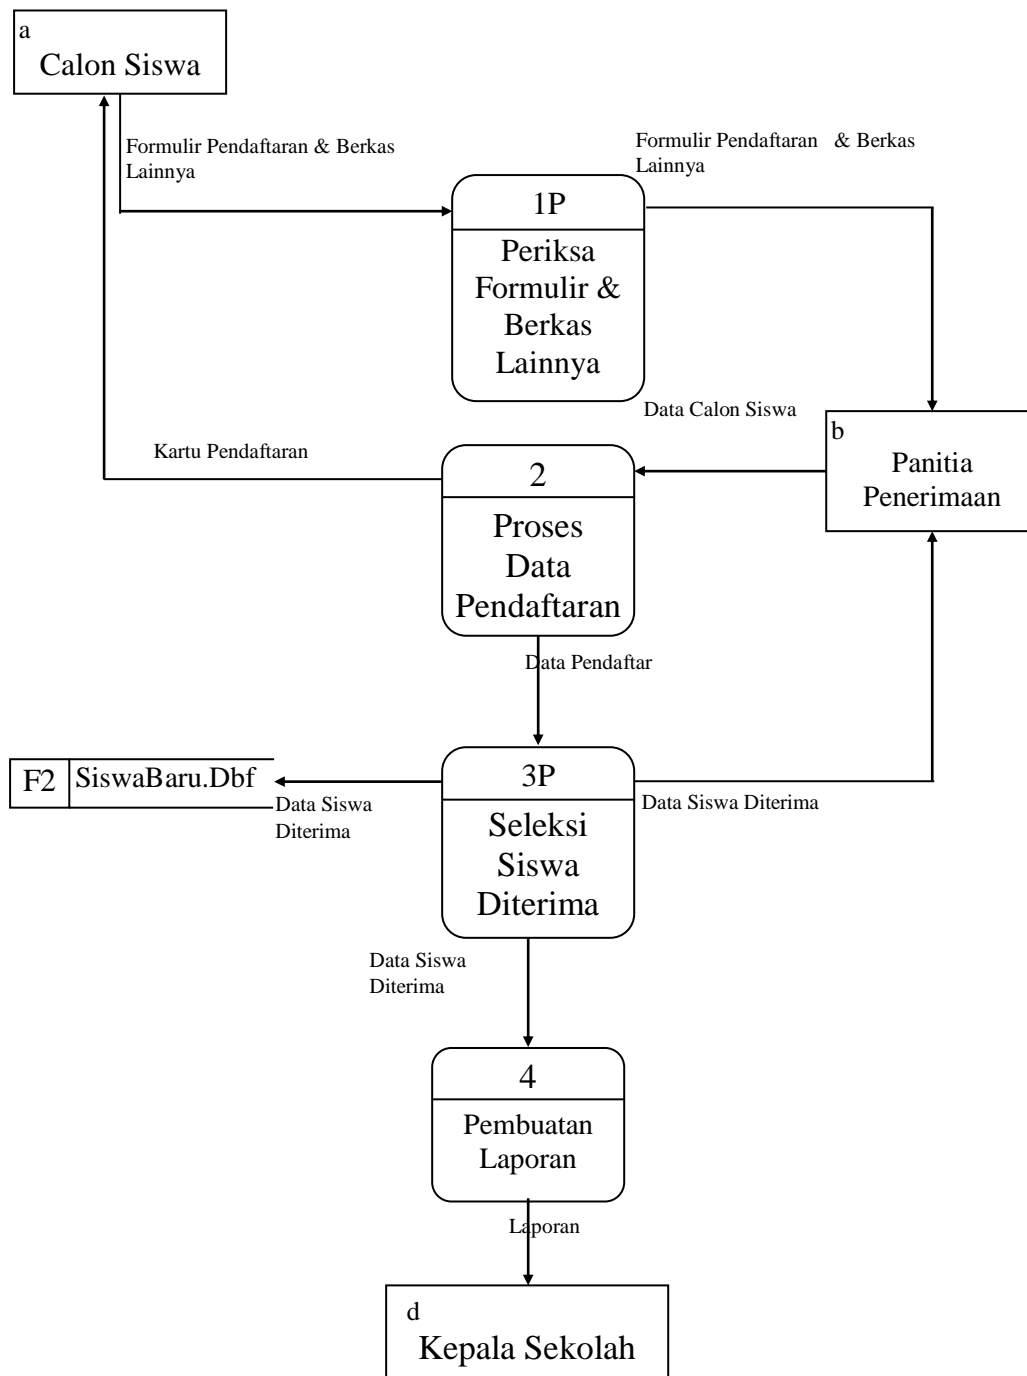 a
Calon Siswa
Formulir Pendaftaran & Berkas
Lainnya
Formulir Pendaftaran & Berkas
Lainnya
1P
Periksa
Formulir &
Berkas
Lainnya
Data Calon Siswa
b
Panitia
Penerimaan
Kartu Pendaftaran
2
Proses
Data
Pendaftaran
Data Pendaftar
F2
SiswaBaru.Dbf
Data Siswa
Diterima
3P
Seleksi
Siswa
Diterima
Data Siswa Diterima
Data Siswa
Diterima
4
Pembuatan
Laporan
Laporan
d
Kepala Sekolah